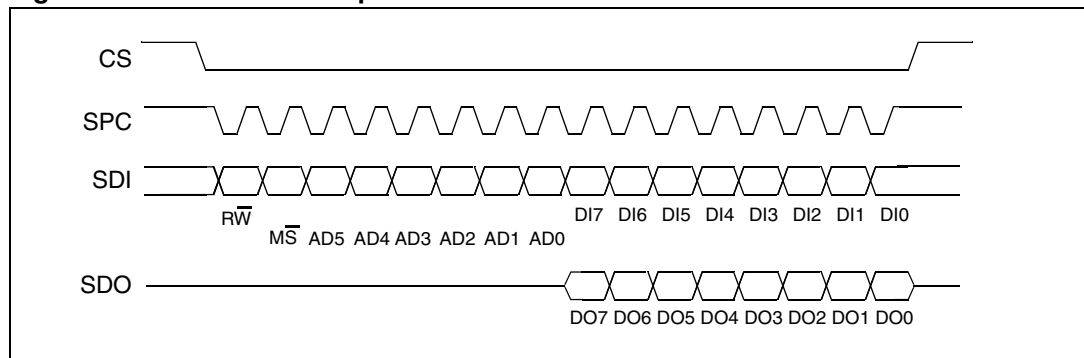 CS
SPC
SDI
DI7 DI6 DI5 DI4 DI3 DI2 DI1 DI0
RW̅
MS̅ AD5 AD4 AD3 AD2 AD1 AD0
SDO
DO7 DO6 DO5 DO4 DO3 DO2 DO1 DO0